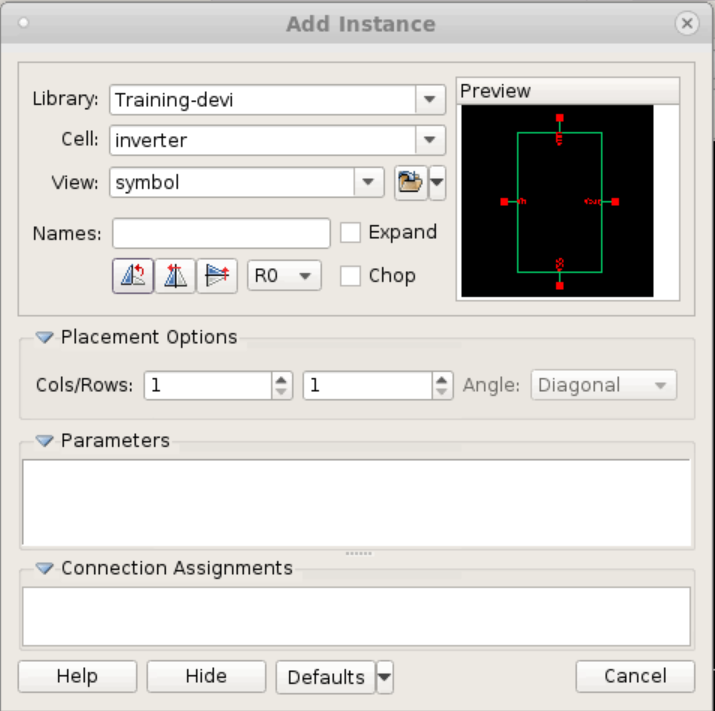 Add Instance
Library: Training-devi
Preview
Cell: inverter
View: symbol
Names:
Expand
R0
Chop
Placement Options
Cols/Rows: 1 1 Angle: Diagonal
Parameters
Connection Assignments
Help Hide Defaults Cancel